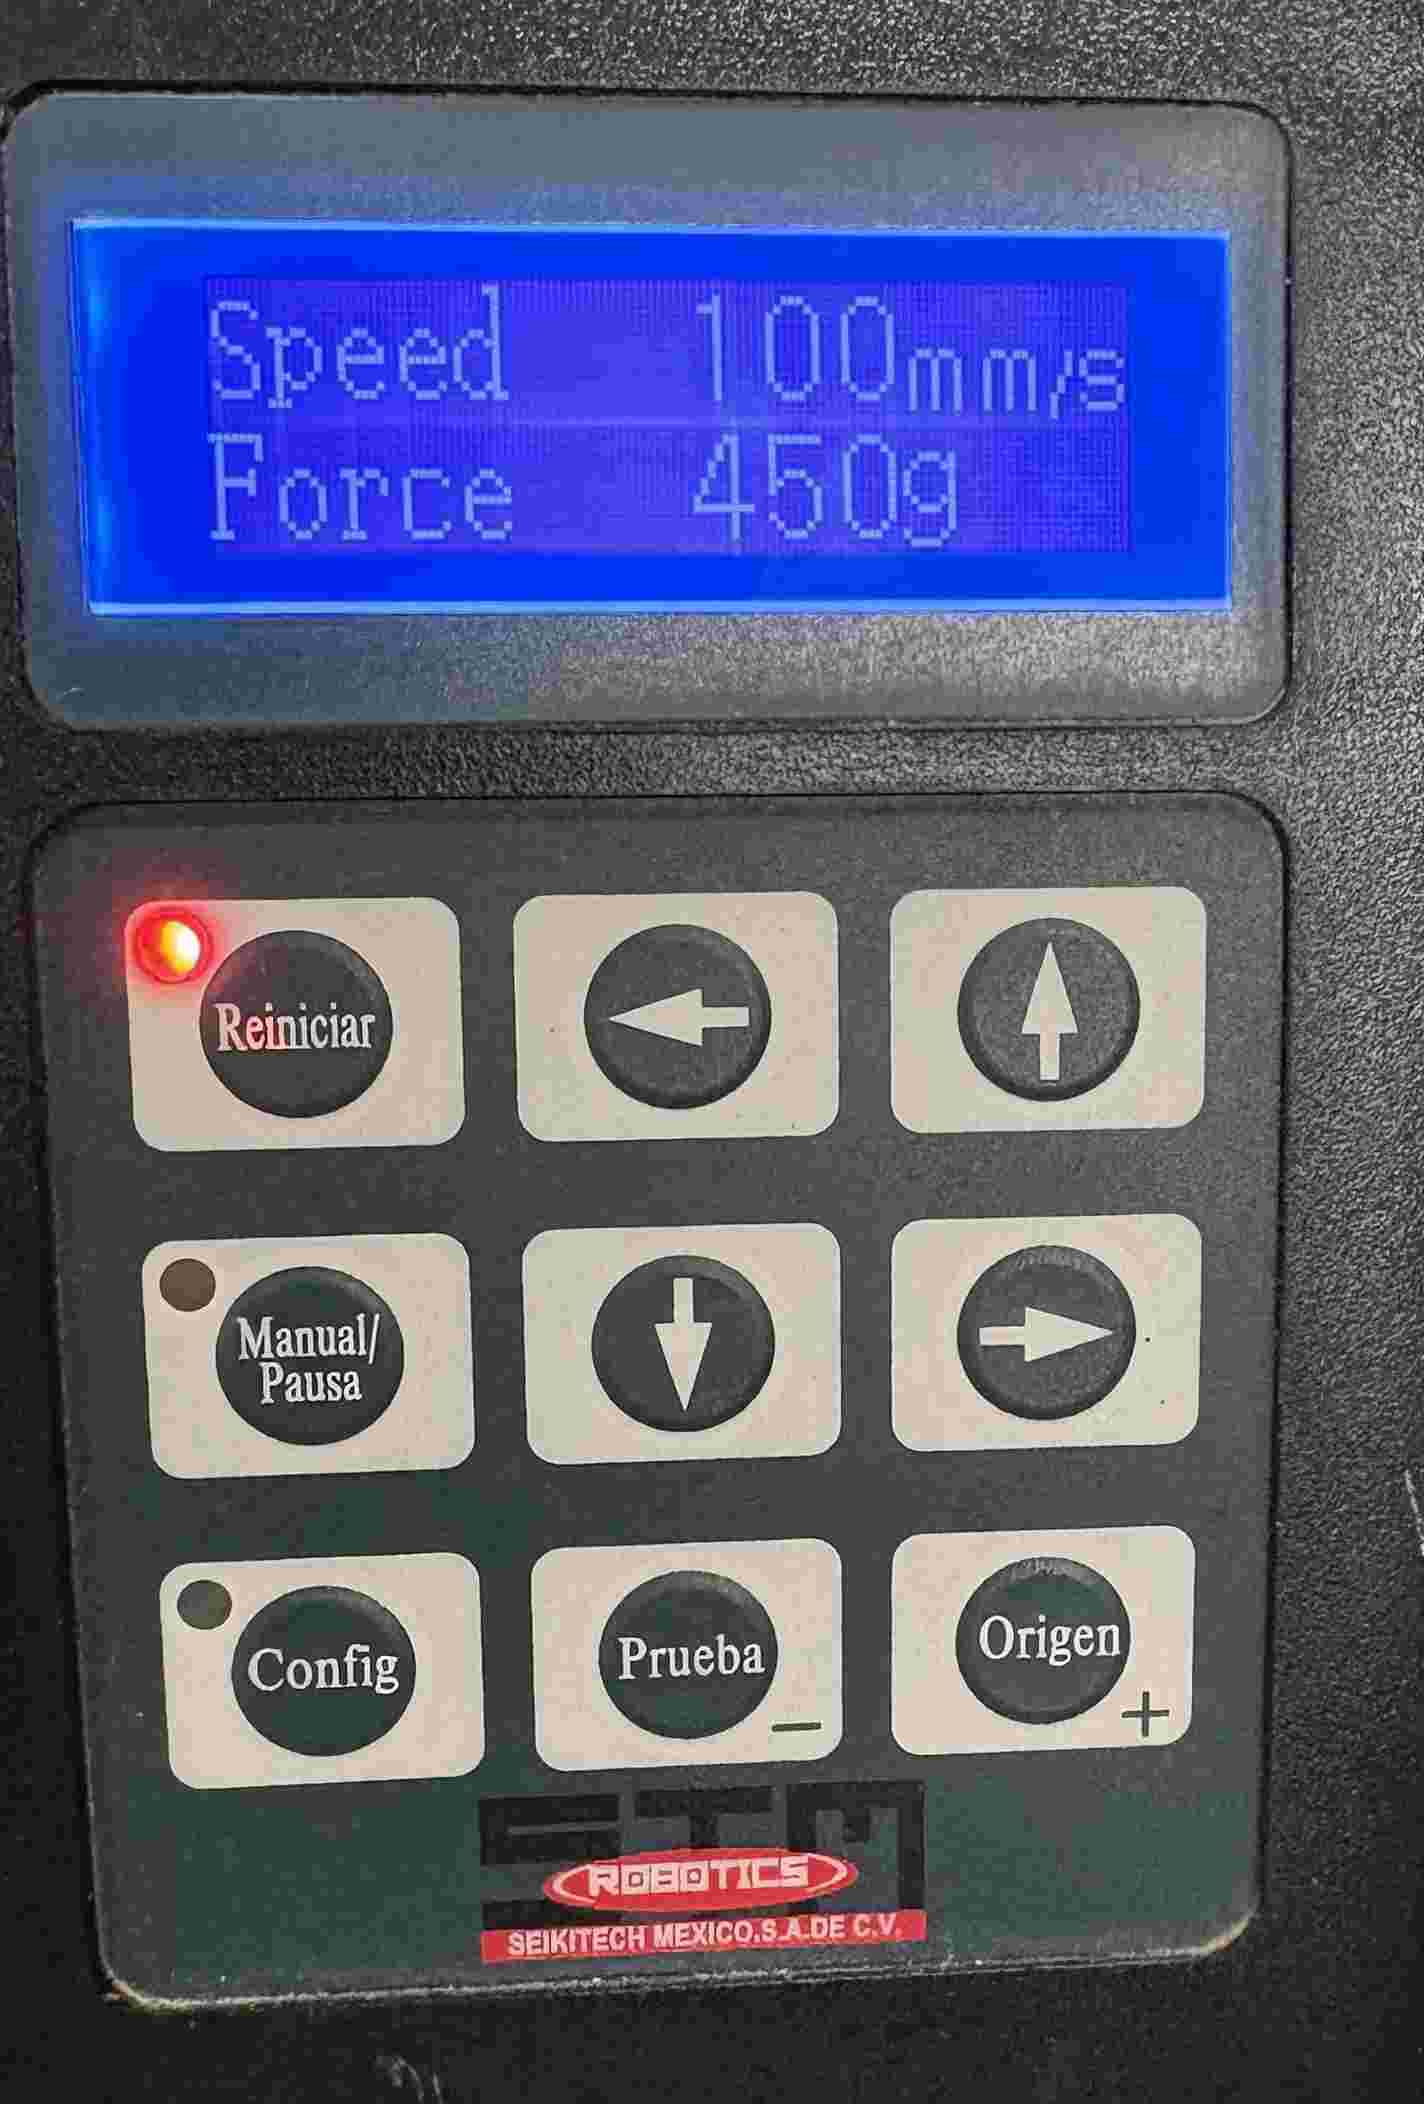 Speed 100mm/s
Force 450g
Reiniciar
Manual/
Pausa
Config
Prueba
−
Origen
+
STM
ROBOTICS
SEIKITECH MEXICO.S.A.DE C.V.